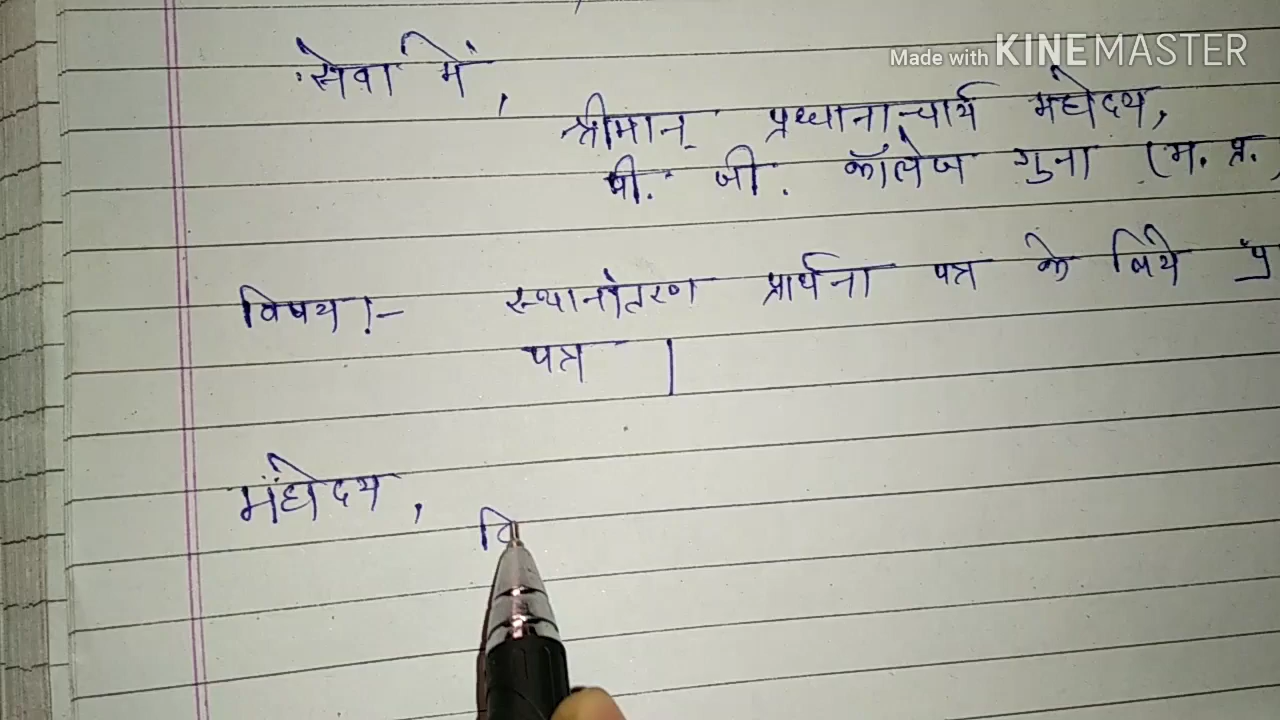 Made with KINEMASTER
सेवा में,
श्रीमान् प्रधानाचार्य महोदय,
पी. जी. कॉलेज गुना (म. प्र.)
विषय :- स्थानांतरण प्रार्थना पत्र के लिये
पत्र |
महोदय,
वि